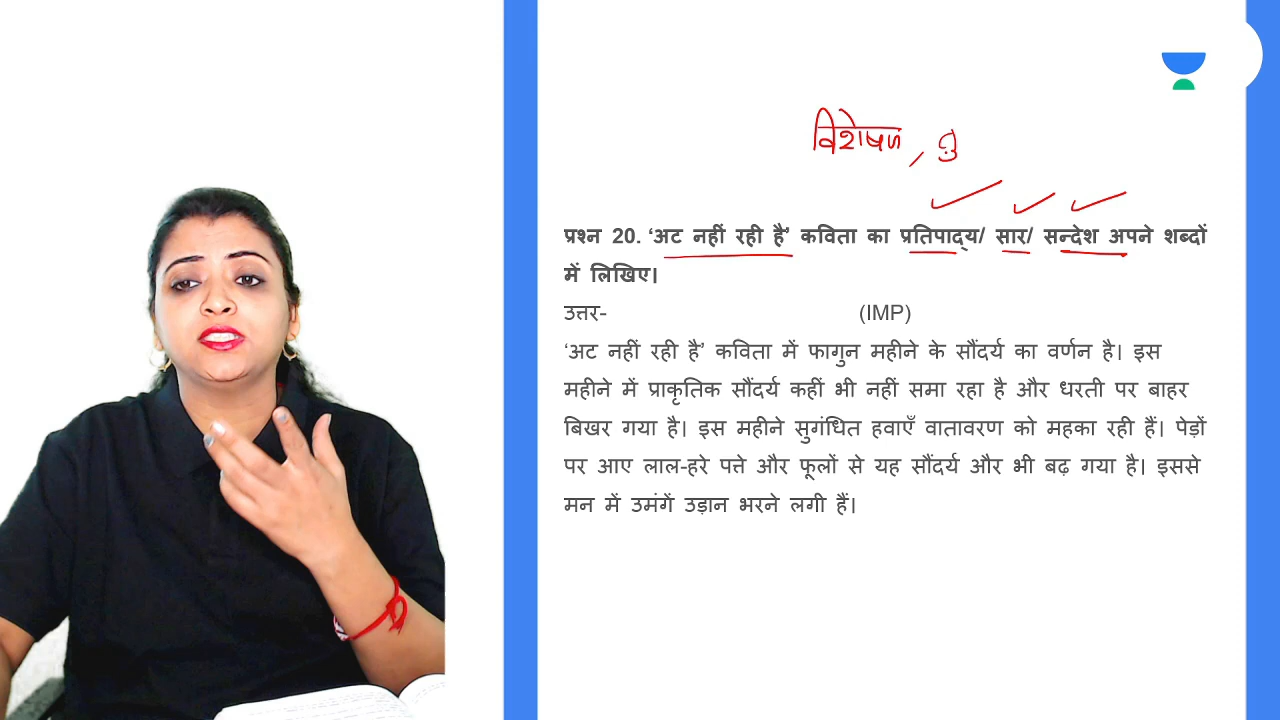 विशेषण,
प्रश्न 20. ‘अट नहीं रही है’ कविता का प्रतिपाद्य/ सार/ सन्देश अपने शब्दों
में लिखिए।
उत्तर- (IMP)
‘अट नहीं रही है’ कविता में फागुन महीने के सौंदर्य का वर्णन है। इस
महीने में प्राकृतिक सौंदर्य कहीं भी नहीं समा रहा है और धरती पर बाहर
बिखर गया है। इस महीने सुगंधित हवाएँ वातावरण को महका रही हैं। पेड़ों
पर आए लाल-हरे पत्ते और फूलों से यह सौंदर्य और भी बढ़ गया है। इससे
मन में उमंगें उड़ान भरने लगी हैं।